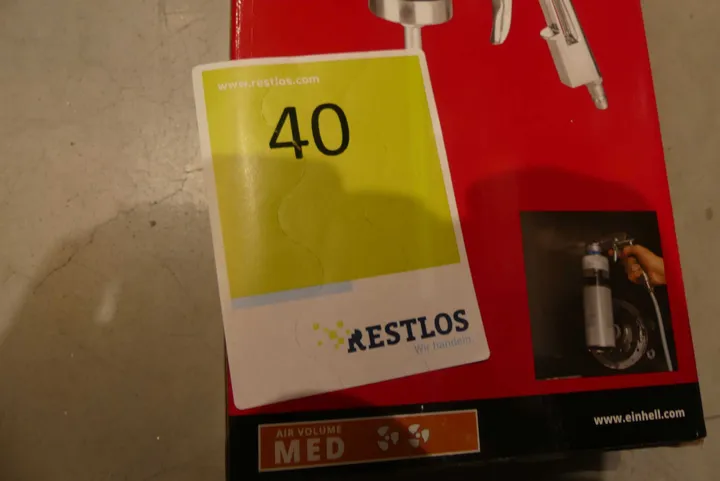 www.restlos.com
40
RESTLOS
Wir handeln.
AIR VOLUME
MED
www.einhell.com